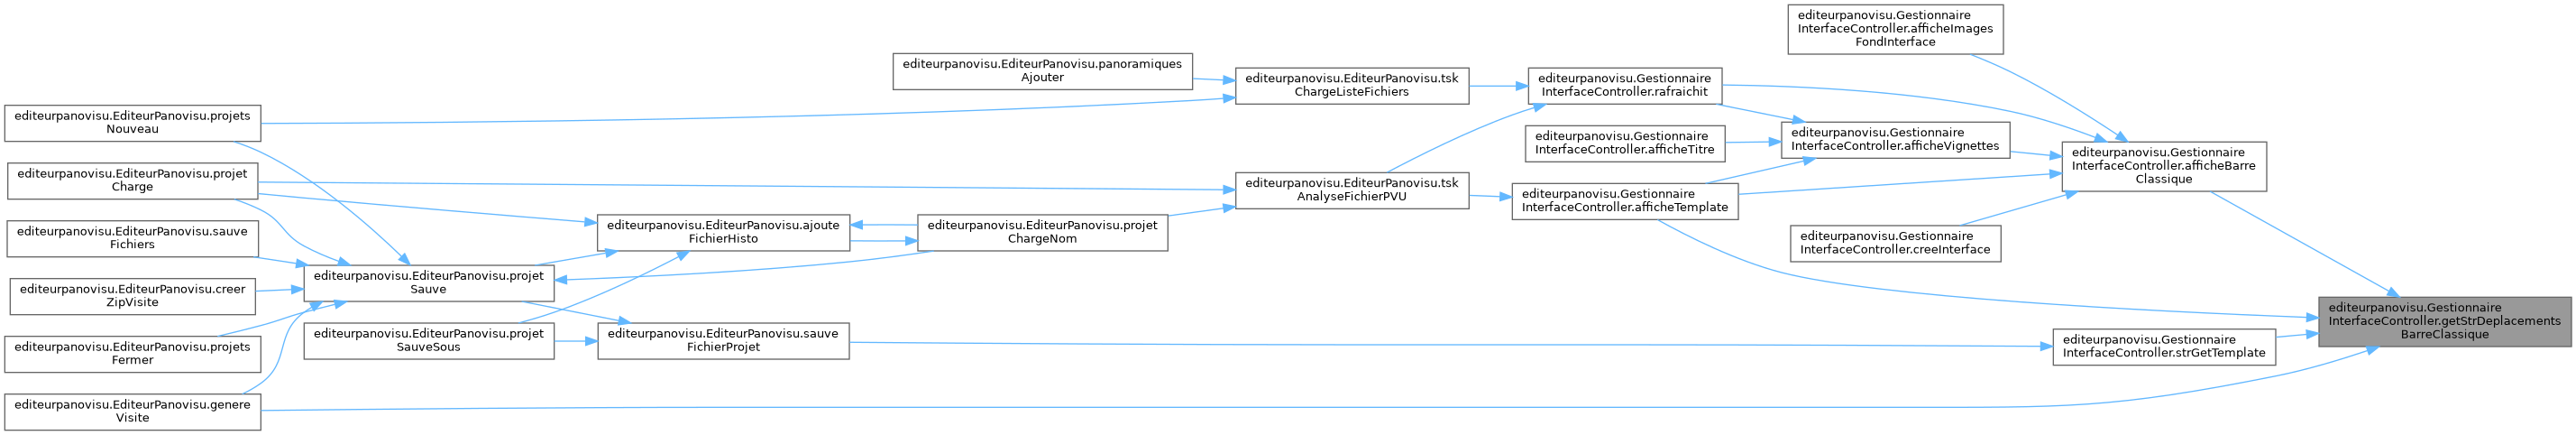 editeurpanovisu.Gestionnaire
InterfaceController.afficheImages
FondInterface
editeurpanovisu.EditeurPanovisu.panoramiques
Ajouter
editeurpanovisu.EditeurPanovisu.tsk
ChargeListeFichiers
editeurpanovisu.Gestionnaire
InterfaceController.rafraichit
editeurpanovisu.EditeurPanovisu.projets
Nouveau
editeurpanovisu.Gestionnaire
InterfaceController.afficheTitre
editeurpanovisu.Gestionnaire
InterfaceController.afficheVignettes
editeurpanovisu.Gestionnaire
InterfaceController.afficheBarre
Classique
editeurpanovisu.EditeurPanovisu.projet
Charge
editeurpanovisu.EditeurPanovisu.tsk
AnalyseFichierPVU
editeurpanovisu.Gestionnaire
InterfaceController.afficheTemplate
editeurpanovisu.EditeurPanovisu.sauve
Fichiers
editeurpanovisu.EditeurPanovisu.ajoute
FichierHisto
editeurpanovisu.EditeurPanovisu.projet
ChargeNom
editeurpanovisu.Gestionnaire
InterfaceController.creeInterface
editeurpanovisu.EditeurPanovisu.projet
Sauve
editeurpanovisu.EditeurPanovisu.creer
ZipVisite
editeurpanovisu.Gestionnaire
InterfaceController.getStrDeplacements
BarreClassique
editeurpanovisu.EditeurPanovisu.projet
SauveSous
editeurpanovisu.EditeurPanovisu.sauve
FichierProjet
editeurpanovisu.Gestionnaire
InterfaceController.strGetTemplate
editeurpanovisu.EditeurPanovisu.projets
Fermer
editeurpanovisu.EditeurPanovisu.genere
Visite